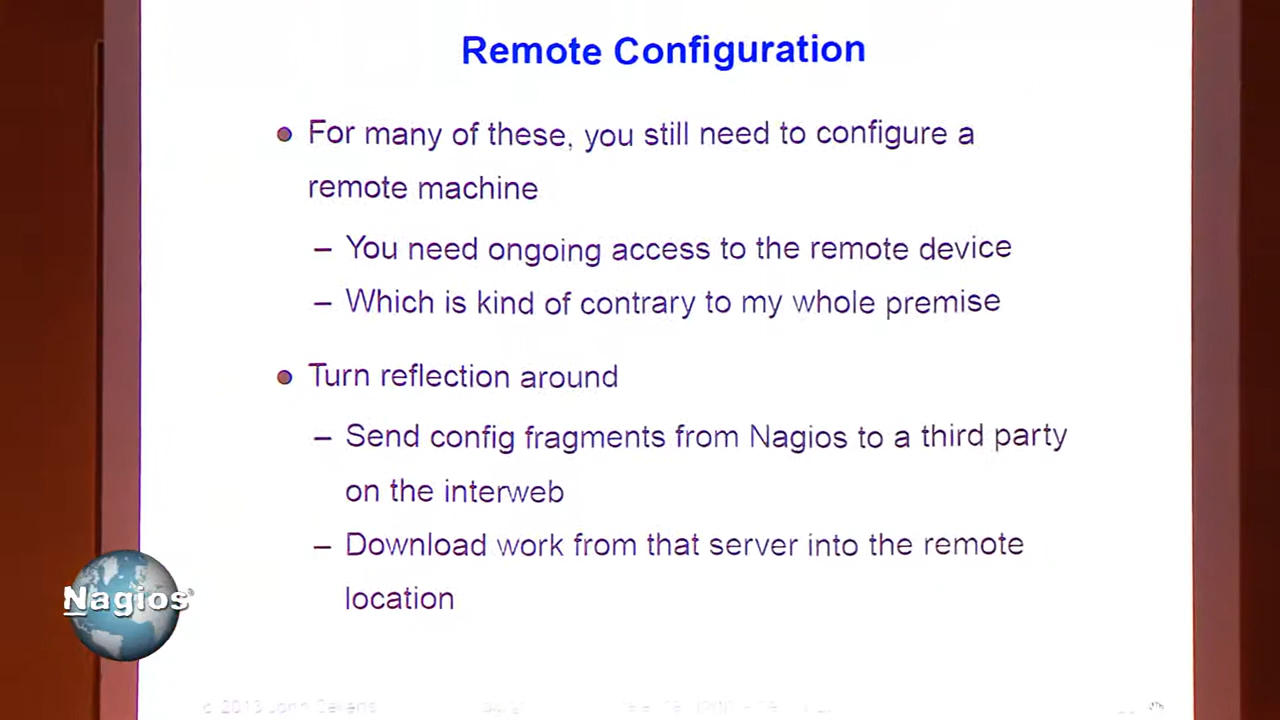 Remote Configuration
For many of these, you still need to configure a
remote machine
– You need ongoing access to the remote device
– Which is kind of contrary to my whole premise
Turn reflection around
– Send config fragments from Nagios to a third party
on the interweb
– Download work from that server into the remote
location
Nagios®
2013 John